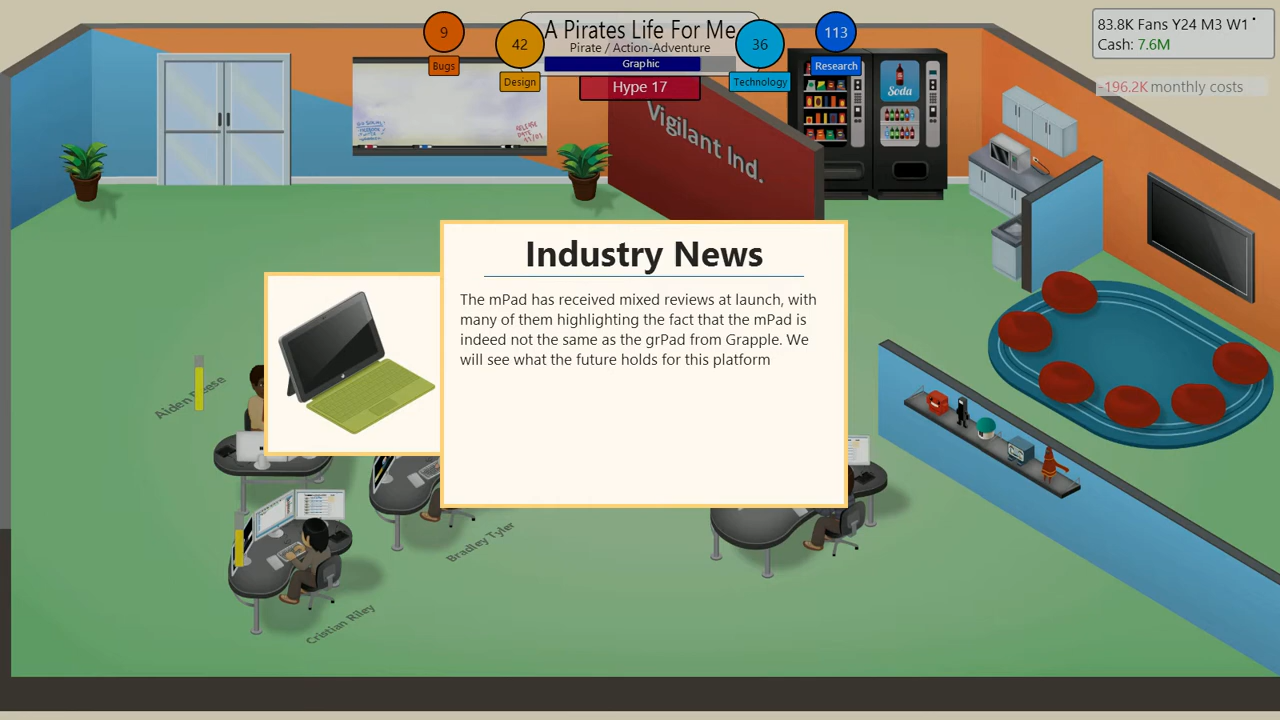 A Pirates Life For Me
Pirate / Action-Adventure
Graphic
Hype 17
9
Bugs
42
Design
36
Technology
113
Research
83.8K Fans Y24 M3 W1
Cash: 7.6M
-196.2K monthly costs
Soda
Vigilant Ind.
RELEASE
DATE
Industry News
The mPad has received mixed reviews at launch, with
many of them highlighting the fact that the mPad is
indeed not the same as the grPad from Grapple. We
will see what the future holds for this platform
Aiden Reese
Bradley Tyler
Cristian Riley